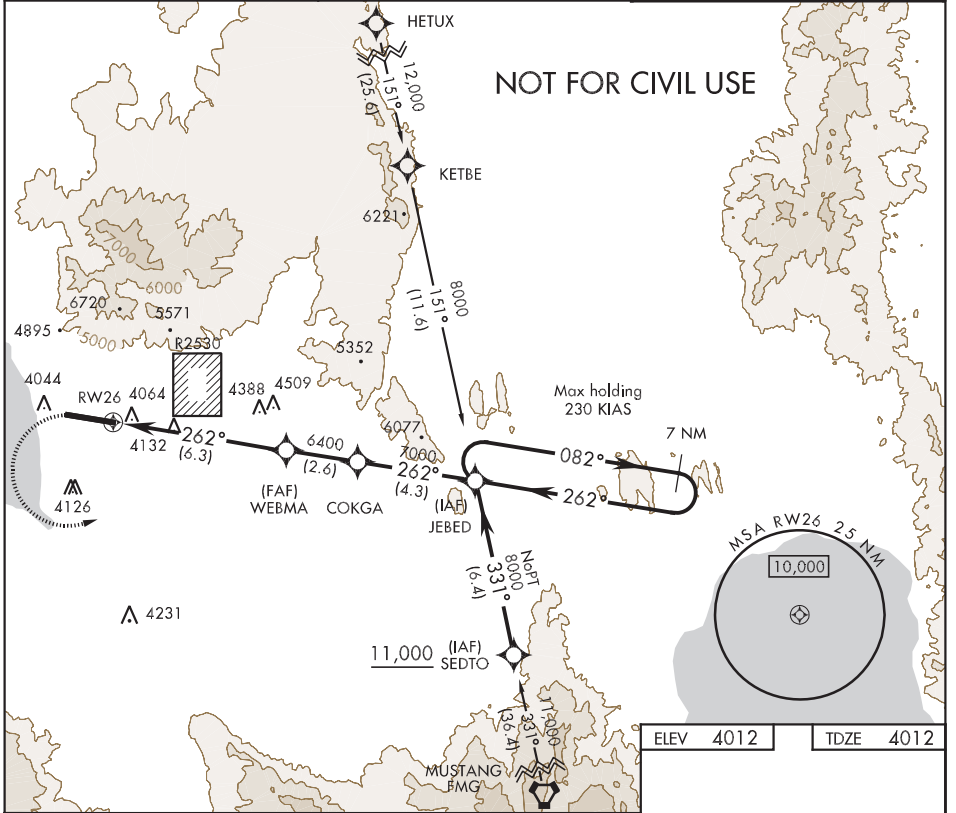 HETUX
12,000
151°
(25.6)
NOT FOR CIVIL USE
KETBE
6221
7000
6000
8000
151°
(11.6)
6720
5571
4895
5000
R2530
5352
4044
RW26
4064
4388
4509
Max holding
230 KIAS
6077
7 NM
4132
262°
(6.3)
6400
(2.6)
7000
262°
(4.3)
082°
262°
4126
(FAF)
WEBMA
COKGA
(IAF)
JEBED
MSA RW26 25 NM
10,000
NoPT
8000
331°
(6.4)
4231
11,000
(IAF)
SEDTO
11,000
331°
(36.4)
ELEV 4012
TDZE 4012
MUSTANG
FMG